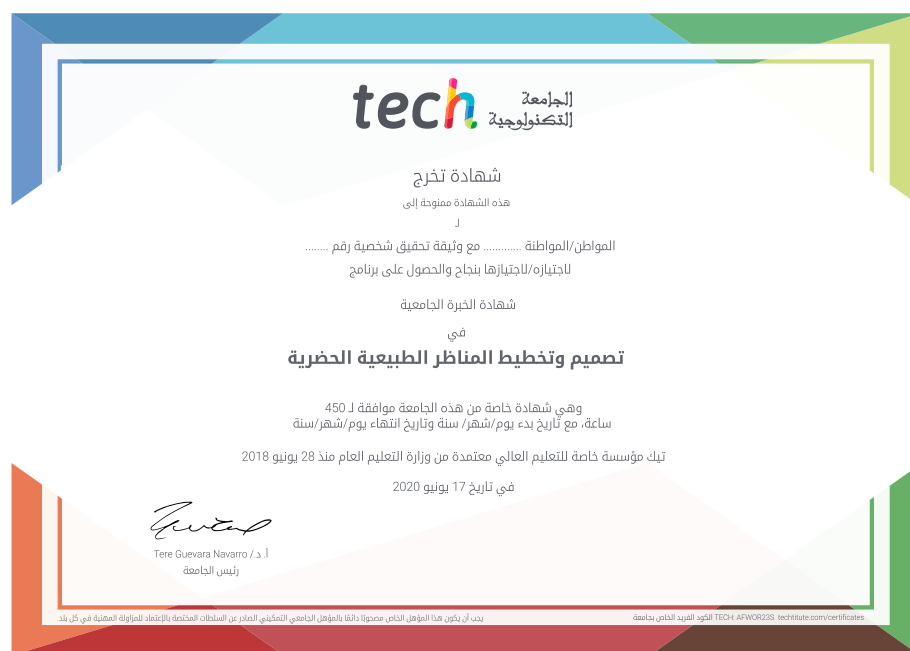 tech الجامعة
التكنولوجية
شهادة تخرج
هذه الشهادة ممنوحة إلى
لـ
المواطن/المواطنة ............ مع وثيقة تحقيق شخصية رقم ........
لاجتيازه/لاجتيازها بنجاح والحصول على برنامج
شهادة الخبرة الجامعية
في
تصميم وتخطيط المناظر الطبيعية الحضرية
وهي شهادة خاصة من هذه الجامعة موافقة لـ 450
ساعة، مع تاريخ بدء يوم/شهر/ سنة وتاريخ انتهاء يوم/شهر/سنة
تيك مؤسسة خاصة للتعليم العالي معتمدة من وزارة التعليم العام منذ 28 يونيو 2018
في تاريخ 17 يونيو 2020
أ. د./ Tere Guevara Navarro
رئيس الجامعة
يجب أن يكون هذا المؤهل الخاص مصحوبًا دائمًا بالمؤهل الجامعي التمكيني الصادر عن السلطات المختصة بالإعتماد للمزاولة المهنية في كل بلد.
الكود الفريد الخاص بجامعة TECH: AFWOR23S techtitute.com/certificates